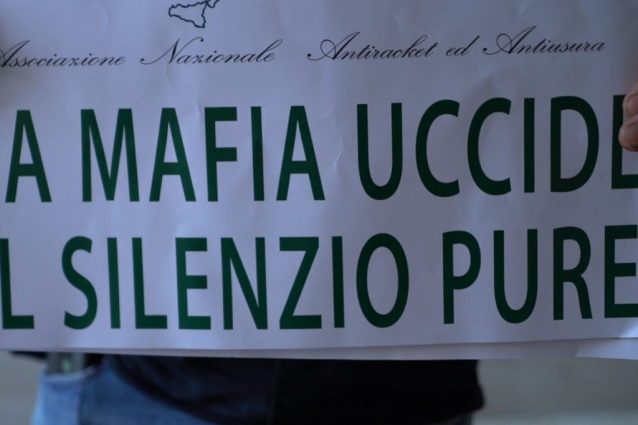 Associazione Nazionale Antiracket ed Antiusura
A MAFIA UCCIDE
L SILENZIO PURE